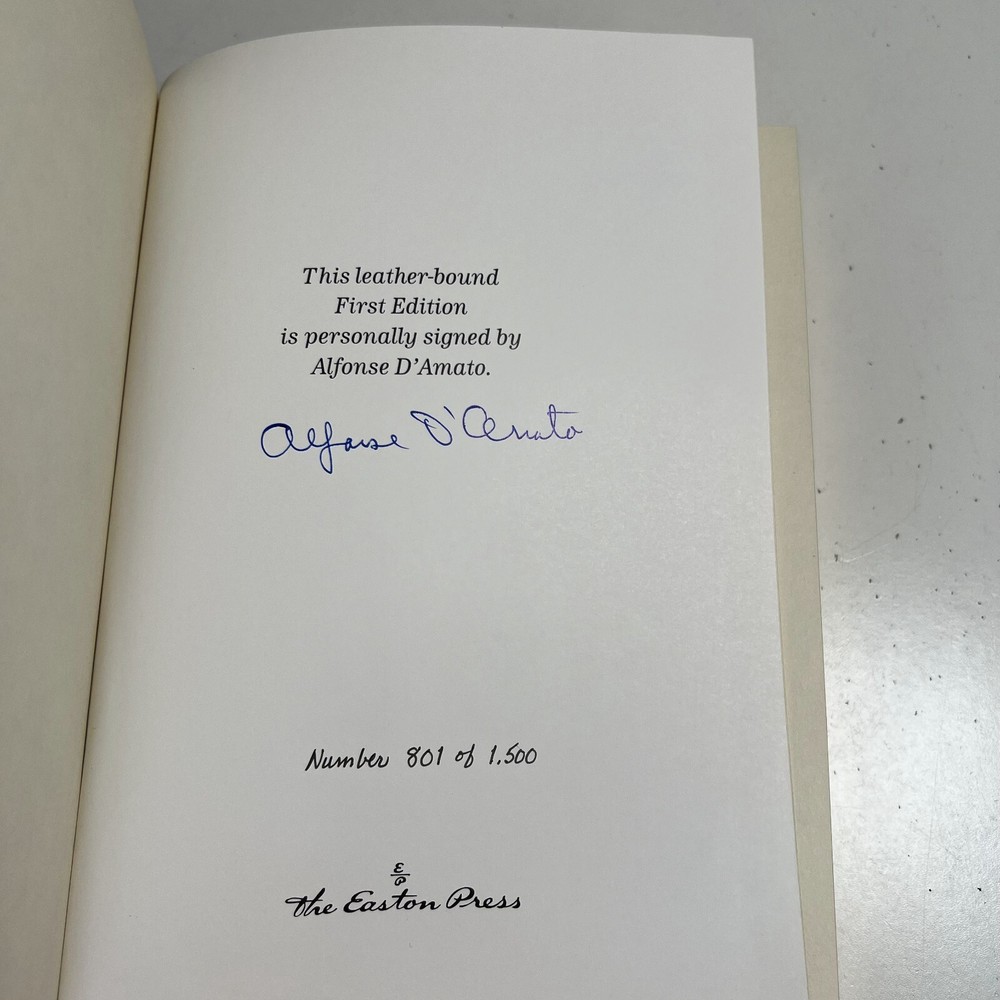 This leather-bound
First Edition
is personally signed by
Alfonse D'Amato.
Alfonse D'Amato
Number 801 of 1,500
E
P
The Easton Press